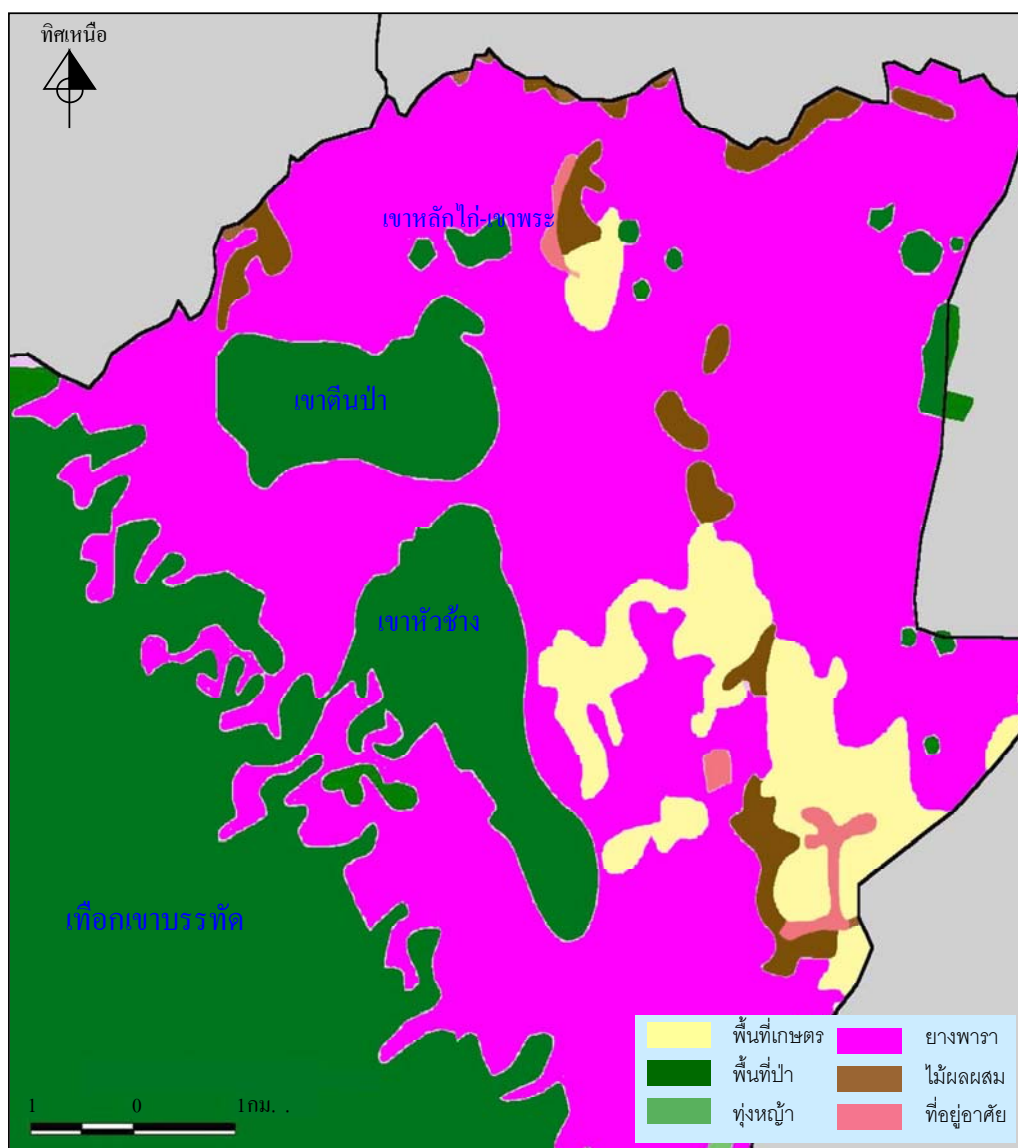 ทิศเหนือ
เขาหลักไก่-เขาพระ
เขาตีนป่า
เขาหัวช้าง
เทือกเขาบรรทัด
พื้นที่เกษตร
ยางพารา
พื้นที่ป่า
ไม้ผลผสม
ทุ่งหญ้า
ที่อยู่อาศัย
1 0 1กม. .